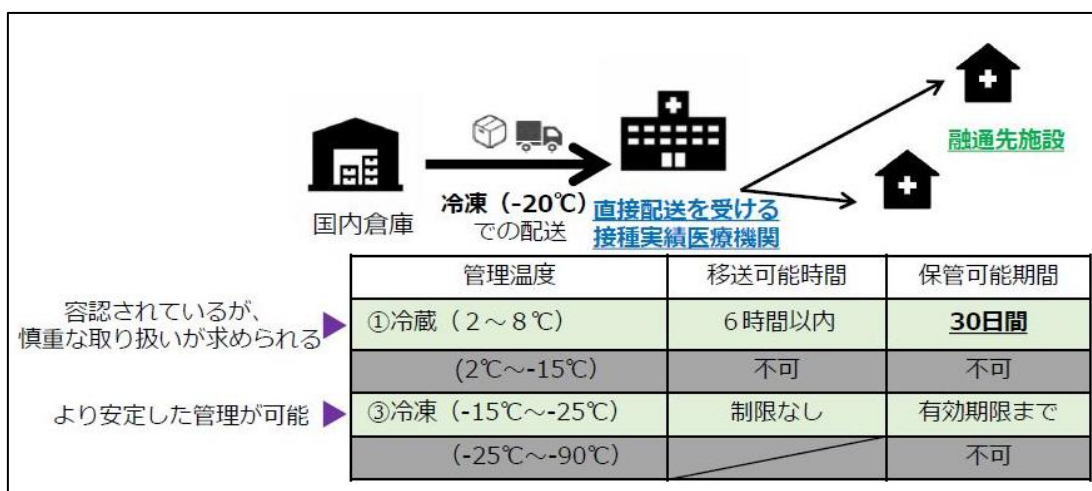 融通先施設
国内倉庫
冷凍（-20℃）
での配送
直接配送を受ける
接種実績医療機関
管理温度 移送可能時間 保管可能期間
容認されているが、
慎重な取り扱いが求められる
①冷蔵（2～8℃） 6時間以内 30日間
(2℃～-15℃) 不可 不可
より安定した管理が可能
③冷凍（-15℃～-25℃） 制限なし 有効期限まで
（-25℃～-90℃） 不可